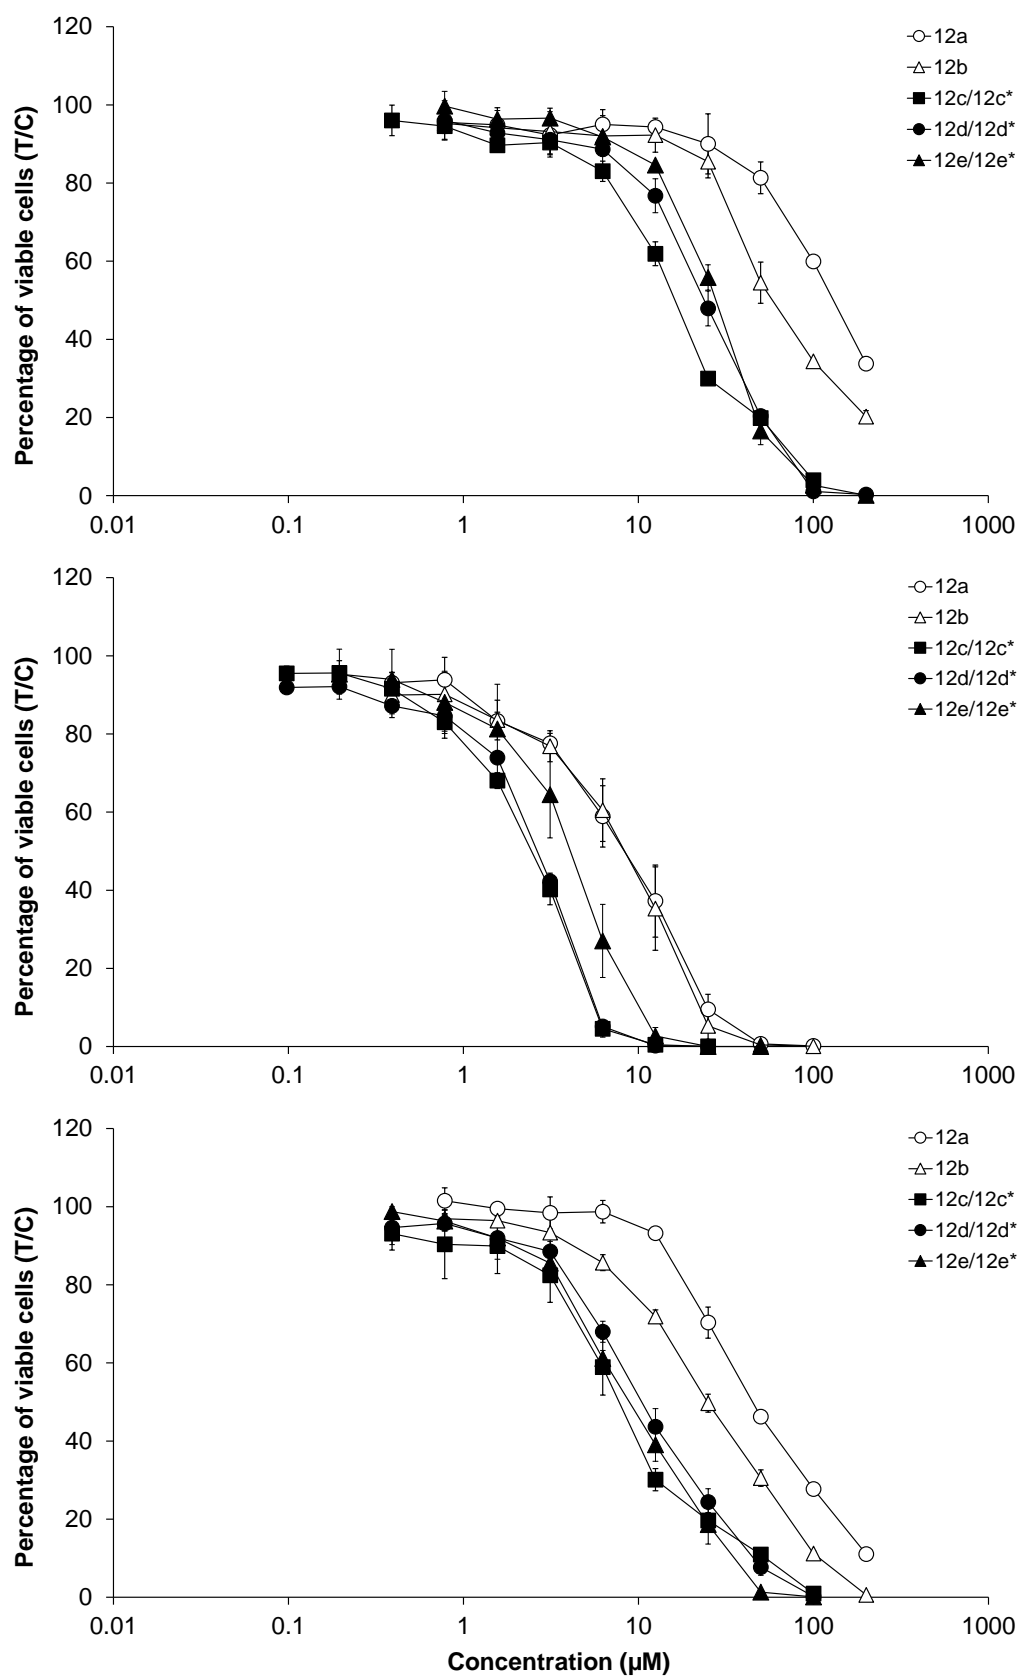 120
100
80
60
40
20
0
0.01 0.1 1 10 100 1000
Percentage of viable cells (T/C)
12a
12b
12c/12c*
12d/12d*
12e/12e*
120
100
80
60
40
20
0
0.01 0.1 1 10 100 1000
Percentage of viable cells (T/C)
12a
12b
12c/12c*
12d/12d*
12e/12e*
120
100
80
60
40
20
0
0.01 0.1 1 10 100 1000
Percentage of viable cells (T/C)
12a
12b
12c/12c*
12d/12d*
12e/12e*
Concentration (µM)